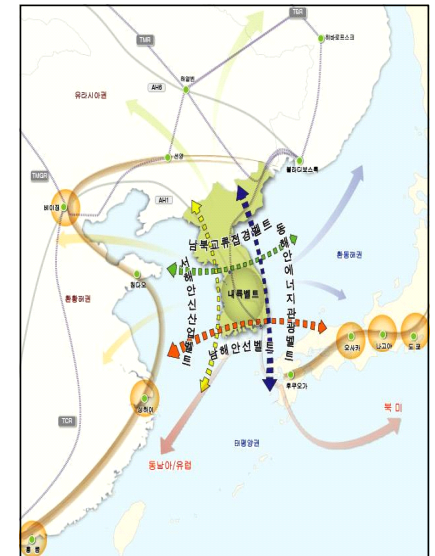 TSR
TMR
하바로프스크
하얼빈
AH6
유라시아권
선양
블라디보스톡
TMGR
베이징
AH1
남북교류접경벨트
동해안에너지관광벨트
환동해권
서해안신산업벨트
칭다오
내륙벨트
환황해권
남해안선벨트
오사카
나고야
도쿄
후쿠오카
상하이
북 미
TCR
태평양권
동남아/유럽
홍콩